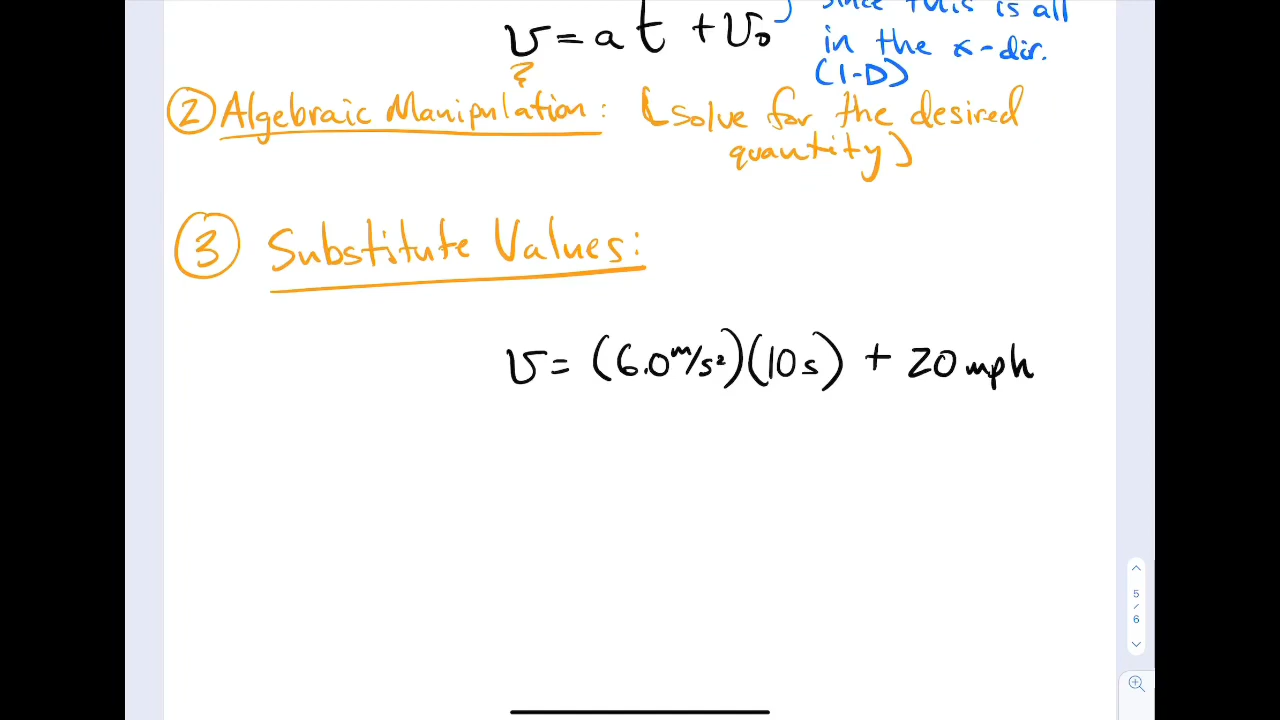 since this is all
v = a t + v₀
in the x-dir.
(1-D)
?
② Algebraic Manipulation: (solve for the desired
quantity)
③ Substitute Values:
v = (6.0 m/s²)(10 s) + 20 mph
5
/
6